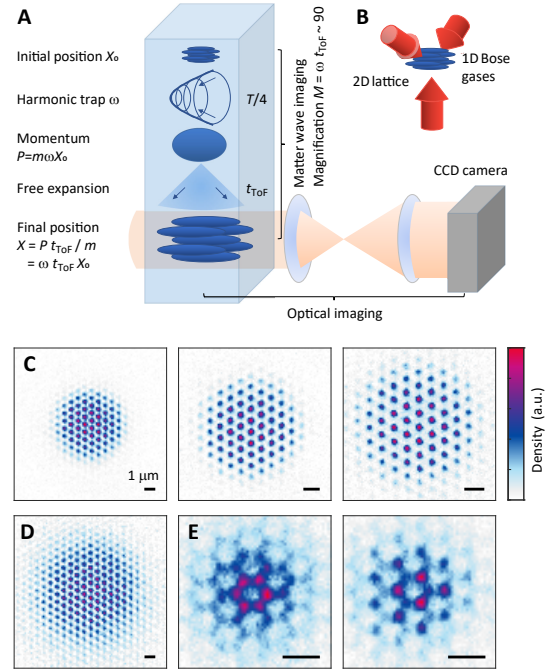 A
B
Initial position X₀
Harmonic trap ω
T/4
Momentum
P=mωX₀
Free expansion
t_ToF
Final position
X = P t_ToF / m
= ω t_ToF X₀
Matter wave imaging
Magnification M = ω t_ToF ~ 90
2D lattice
1D Bose
gases
CCD camera
Optical imaging
C
1 μm
Density (a.u.)
D
E